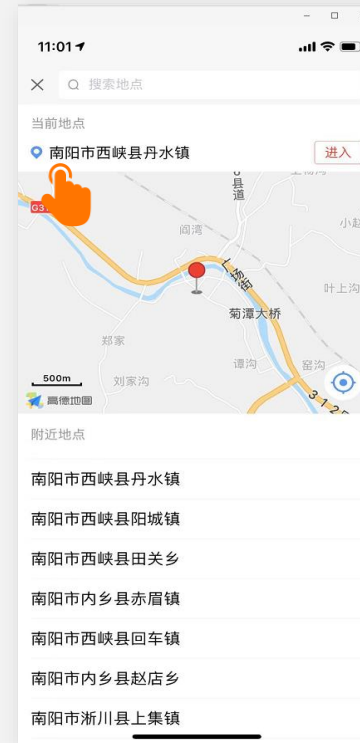 11:01
搜索地点
当前地点
南阳市西峡县丹水镇
进入
县道
G31
阎湾
小赵
广场街
叶上沟
菊潭大桥
郑家
谭沟
窑沟
500m
刘家沟
高德地图
312
附近地点
南阳市西峡县丹水镇
南阳市西峡县阳城镇
南阳市西峡县田关乡
南阳市内乡县赤眉镇
南阳市西峡县回车镇
南阳市内乡县赵店乡
南阳市淅川县上集镇